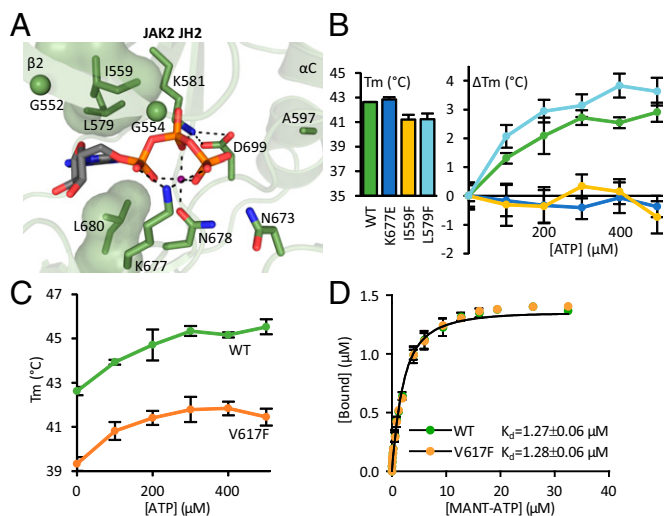 A
JAK2 JH2
β2
I559
K581
αC
G552
L579
G554
A597
D699
L680
N678
N673
K677
B
Tm (°C)
ΔTm (°C)
47
45
43
41
39
37
35
WT
K677E
I559F
L579F
4
3
2
1
0
-1
-2
200
400
[ATP] (µM)
C
47
45
43
41
39
Tm (°C)
WT
V617F
0
200
400
[ATP] (µM)
D
1.5
1.0
0.5
0.0
[Bound] (µM)
WT Kd=1.27±0.06 µM
V617F Kd=1.28±0.06 µM
0
10
20
30
40
[MANT-ATP] (µM)